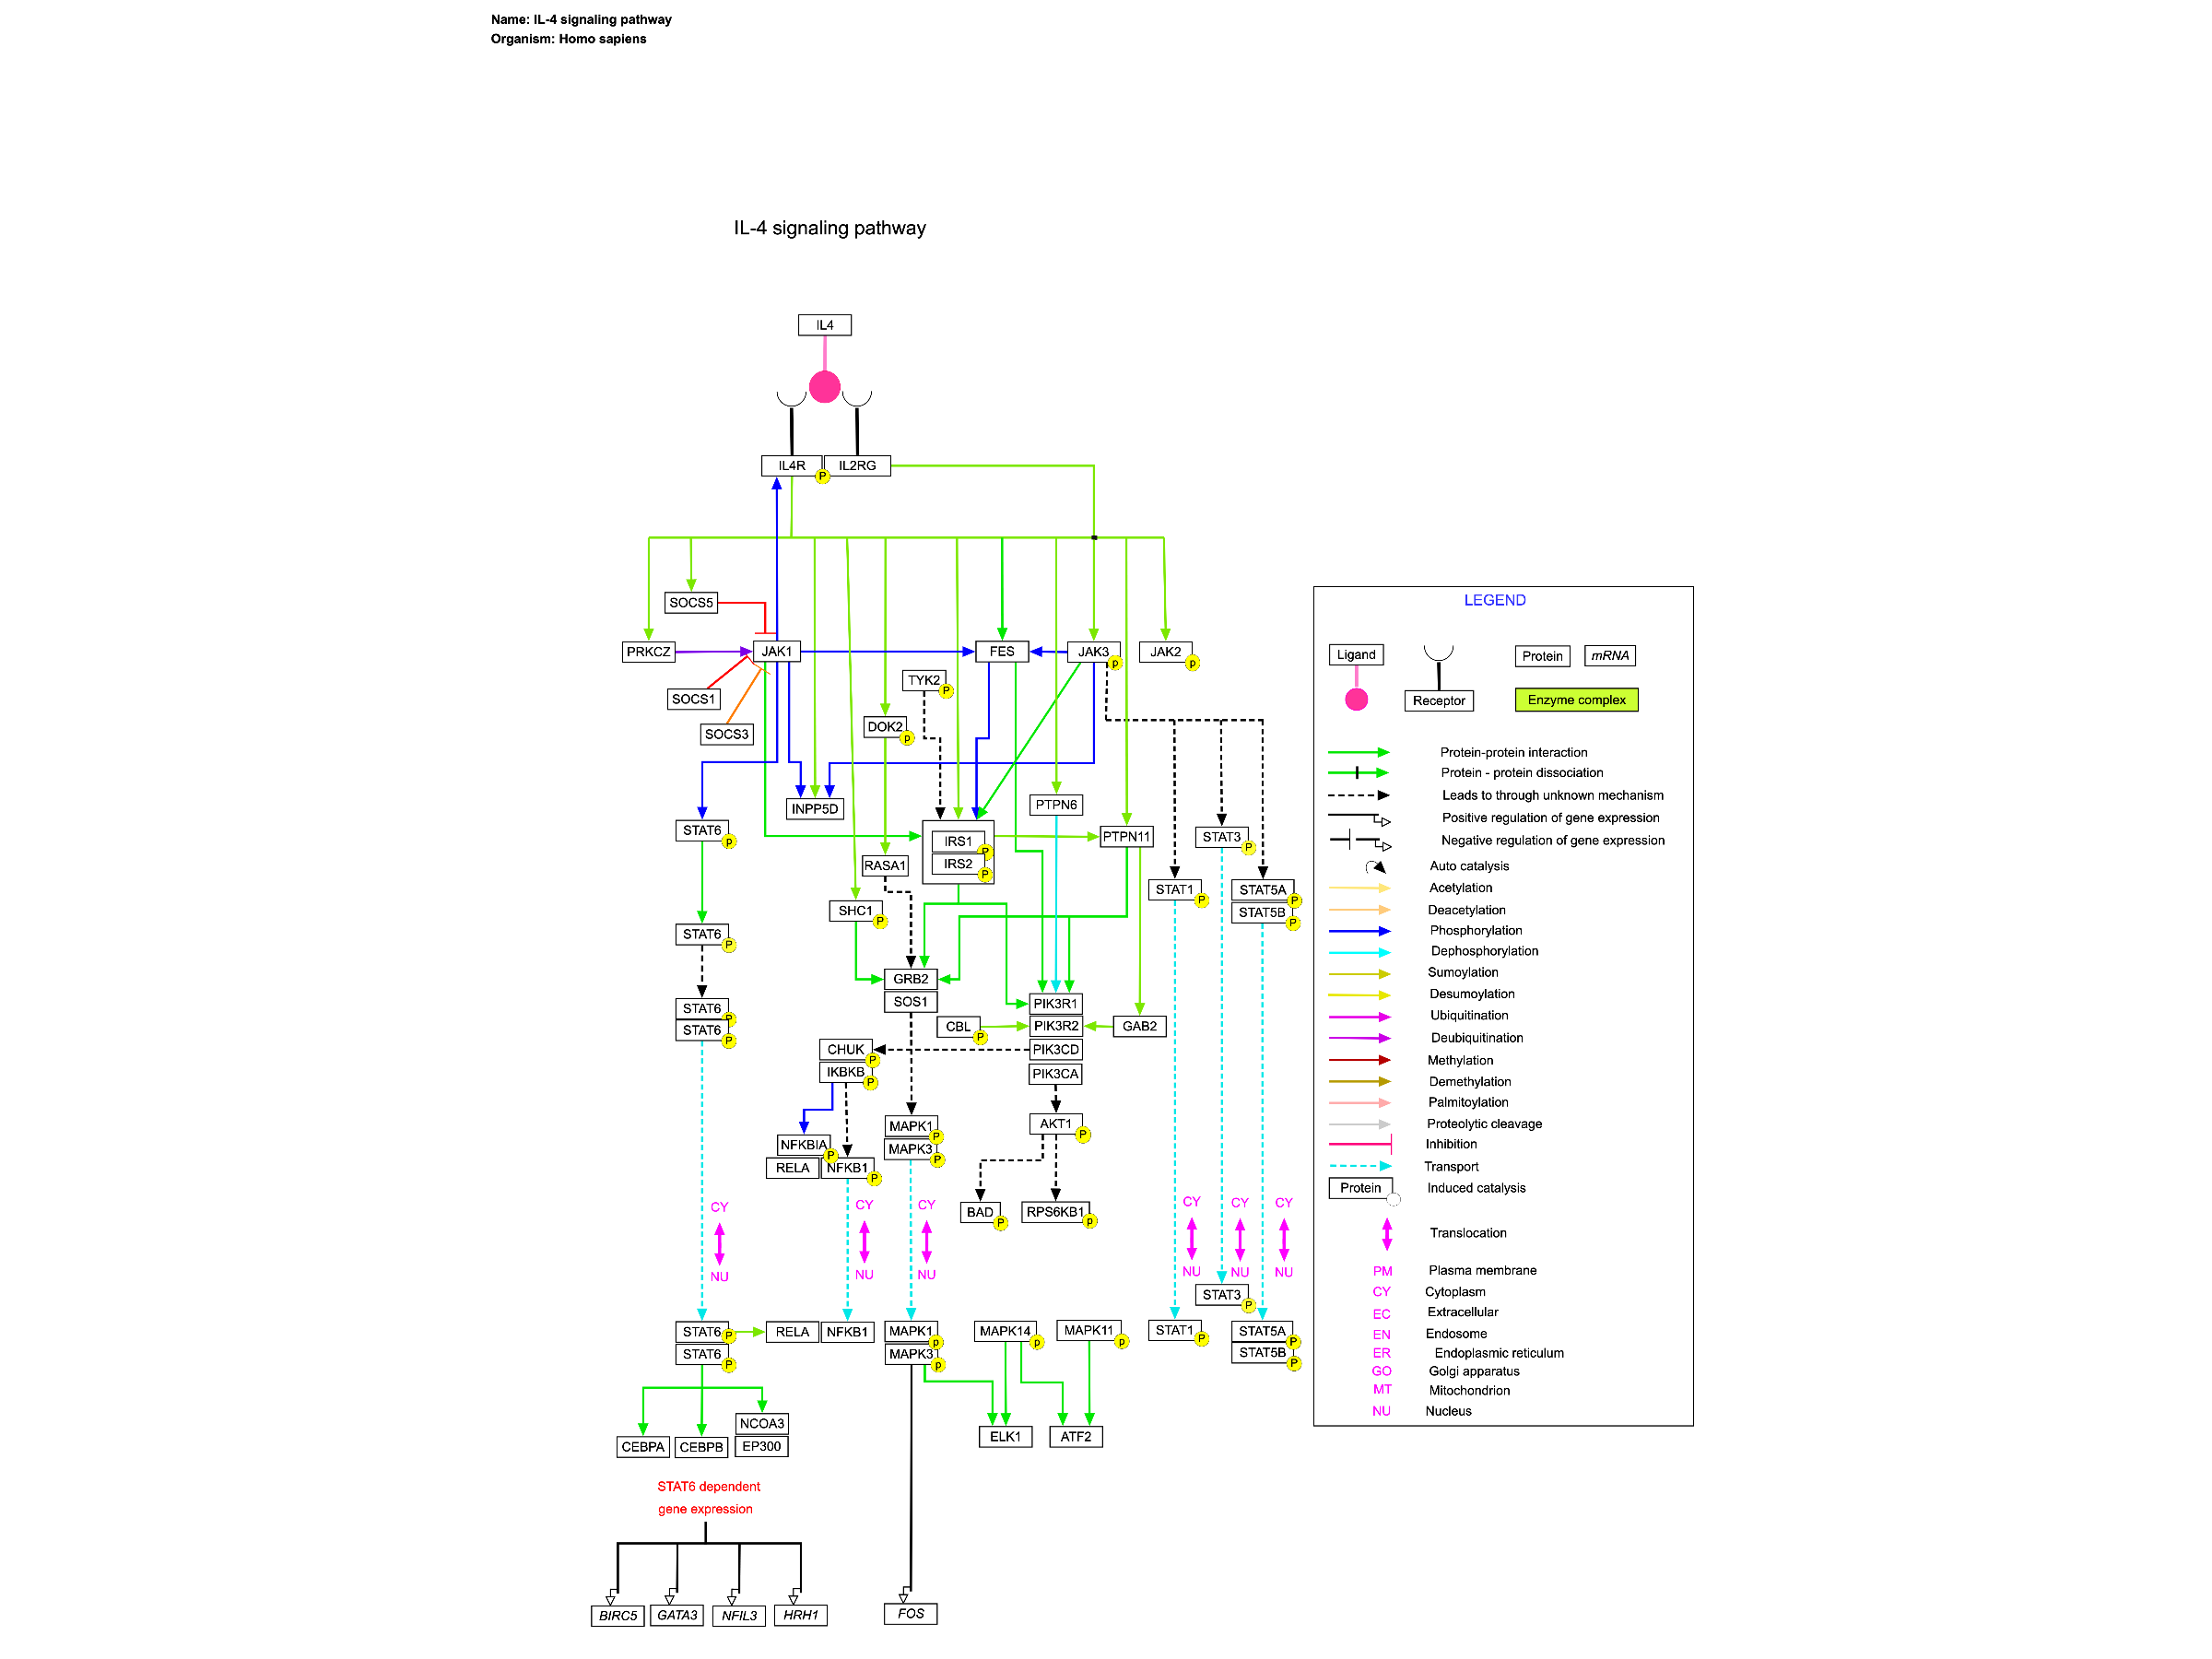 Name: IL-4 signaling pathway
Organism: Homo sapiens
IL-4 signaling pathway
IL4
IL4R
P
IL2RG
SOCS5
PRKCZ
JAK1
FES
JAK3
p
JAK2
p
SOCS1
TYK2
P
SOCS3
DOK2
p
INPP5D
PTPN6
STAT6
p
IRS1
P
IRS2
P
PTPN11
STAT3
P
RASA1
STAT1
P
STAT5A
P
STAT5B
P
SHC1
P
STAT6
P
GRB2
SOS1
PIK3R1
PIK3R2
PIK3CD
PIK3CA
STAT6
P
STAT6
P
CBL
P
GAB2
CHUK
P
IKBKB
P
MAPK1
P
MAPK3
P
AKT1
P
NFKBIA
P
RELA
NFKB1
P
BAD
P
RPS6KB1
p
CY
NU
CY
NU
CY
NU
CY
NU
CY
NU
CY
NU
STAT3
P
STAT6
P
STAT6
P
RELA
NFKB1
MAPK1
p
MAPK3
p
MAPK14
p
MAPK11
p
STAT1
P
STAT5A
P
STAT5B
P
NCOA3
EP300
CEBPA
CEBPB
ELK1
ATF2
STAT6 dependent
gene expression
BIRC5
GATA3
NFIL3
HRH1
FOS
LEGEND
Ligand
Receptor
Protein
mRNA
Enzyme complex
Protein-protein interaction
Protein - protein dissociation
Leads to through unknown mechanism
Positive regulation of gene expression
Negative regulation of gene expression
Auto catalysis
Acetylation
Deacetylation
Phosphorylation
Dephosphorylation
Sumoylation
Desumoylation
Ubiquitination
Deubiquitination
Methylation
Demethylation
Palmitoylation
Proteolytic cleavage
Inhibition
Transport
Protein
Induced catalysis
Translocation
PM Plasma membrane
CY Cytoplasm
EC Extracellular
EN Endosome
ER Endoplasmic reticulum
GO Golgi apparatus
MT Mitochondrion
NU Nucleus